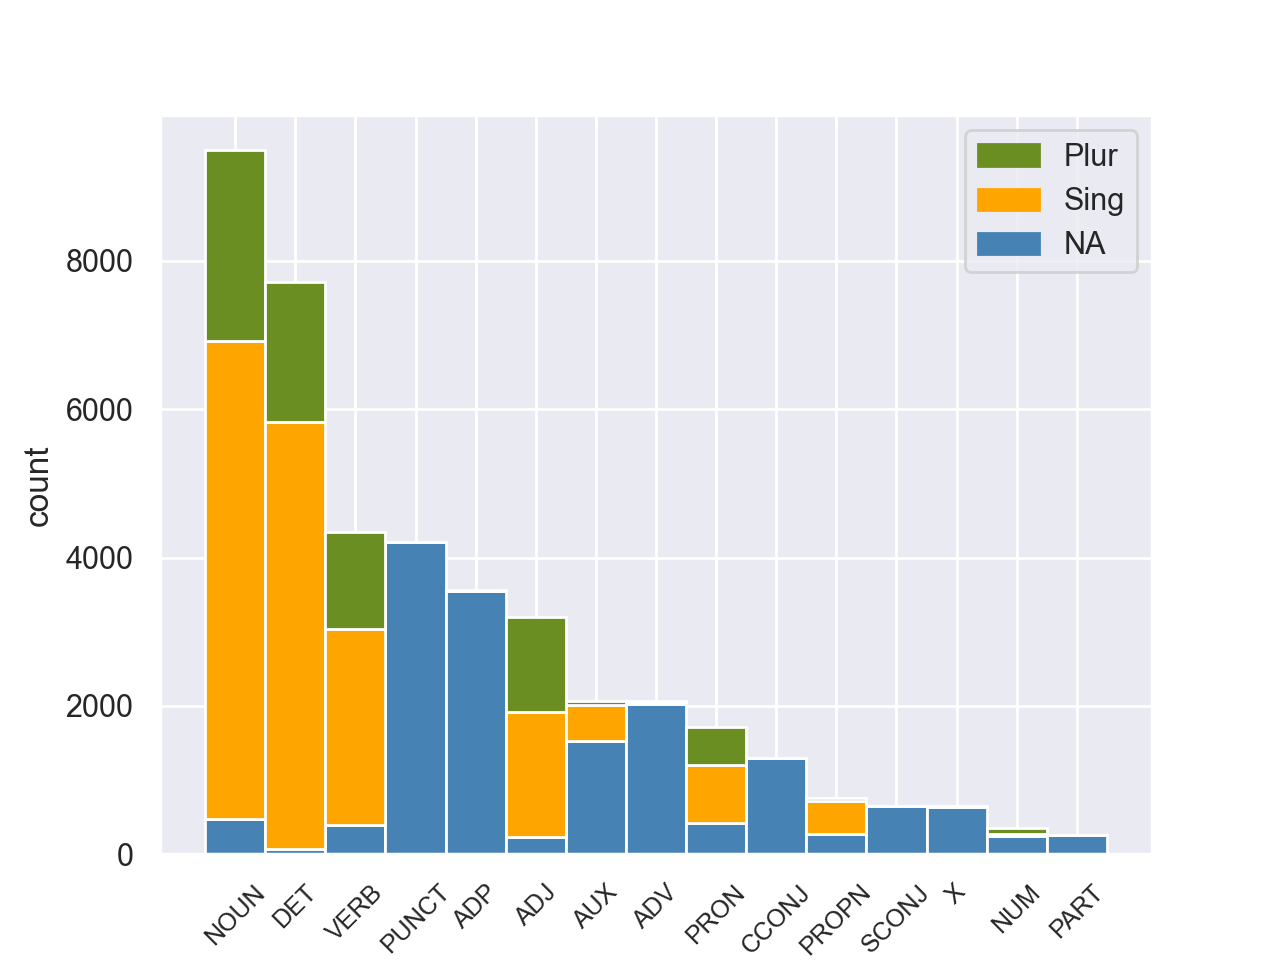 Plur
Sing
NA
8000
6000
4000
2000
0
count
NOUN
DET
VERB
PUNCT
ADP
ADJ
AUX
ADV
PRON
CCONJ
PROPN
SCONJ
X
NUM
PART